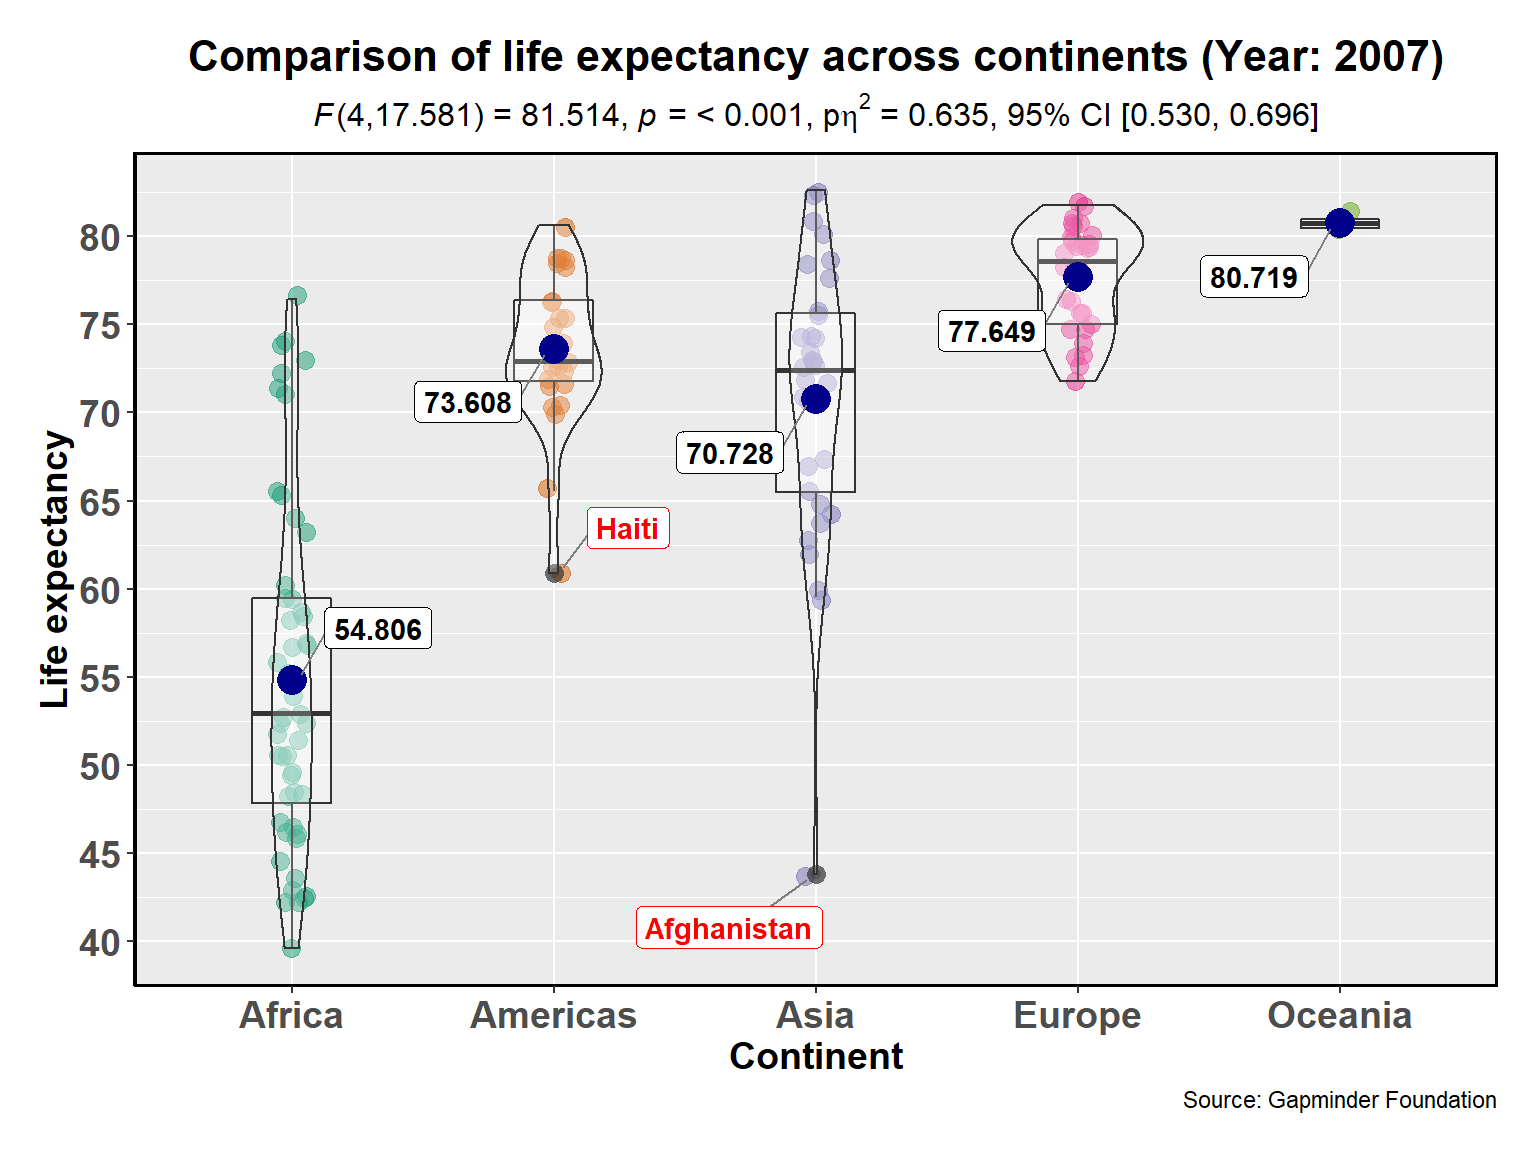 Comparison of life expectancy across continents (Year: 2007)
F(4,17.581) = 81.514, p = < 0.001, pη² = 0.635, 95% CI [0.530, 0.696]
Life expectancy
80
75
70
65
60
55
50
45
40
54.806
73.608
Haiti
70.728
Afghanistan
77.649
80.719
Africa
Americas
Asia
Europe
Oceania
Continent
Source: Gapminder Foundation